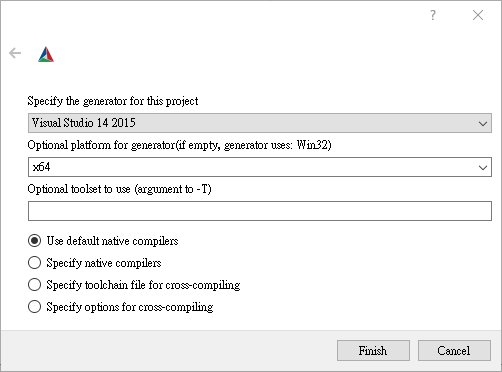 ?
Specify the generator for this project
Visual Studio 14 2015
Optional platform for generator(if empty, generator uses: Win32)
x64
Optional toolset to use (argument to -T)
Use default native compilers
Specify native compilers
Specify toolchain file for cross-compiling
Specify options for cross-compiling
Finish Cancel